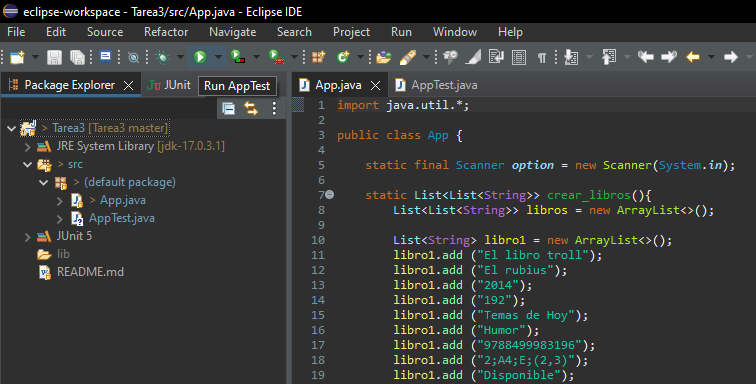 eclipse-workspace - Tarea3/src/App.java - Eclipse IDE
File Edit Source Refactor Navigate Search Project Run Window Help
Package Explorer JUnit
Run AppTest
App.java AppTest.java
> Tarea3 [Tarea3 master]
JRE System Library [jdk-17.0.3.1]
> src
> (default package)
> App.java
AppTest.java
JUnit 5
lib
README.md
1 import java.util.*;
2
3 public class App {
4
5 static final Scanner option = new Scanner(System.in);
6
7 static List<List<String>> crear_libros(){
8 List<List<String>> libros = new ArrayList<>();
9
10 List<String> libro1 = new ArrayList<>();
11 libro1.add ("El libro troll");
12 libro1.add ("El rubius");
13 libro1.add ("2014");
14 libro1.add ("192");
15 libro1.add ("Temas de Hoy");
16 libro1.add ("Humor");
17 libro1.add ("9788499983196");
18 libro1.add ("2;A4;E;(2,3)");
19 libro1.add ("Disponible");